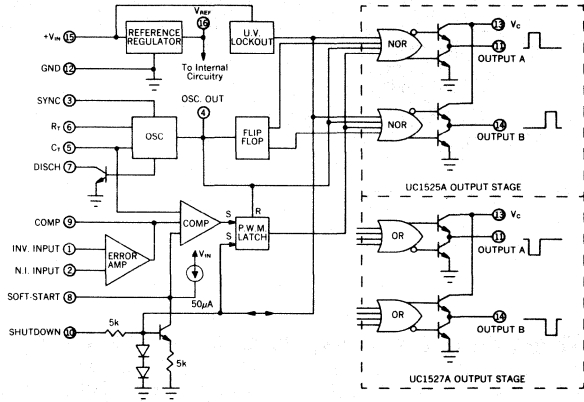 +VIN 15
REFERENCE REGULATOR
VREF
16
To Internal Circuitry
U.V. LOCKOUT
GND 12
SYNC 3
OSC. OUT
4
RT 6
CT 5
OSC
FLIP FLOP
DISCH 7
COMP 9
INV. INPUT 1
N.I. INPUT 2
ERROR AMP
COMP
S
R
S
P.W.M. LATCH
VIN
50µA
SOFT-START 8
SHUTDOWN 10
5k
5k
NOR
13 VC
11
OUTPUT A
NOR
14
OUTPUT B
UC1525A OUTPUT STAGE
OR
13 VC
11
OUTPUT A
OR
14
OUTPUT B
UC1527A OUTPUT STAGE